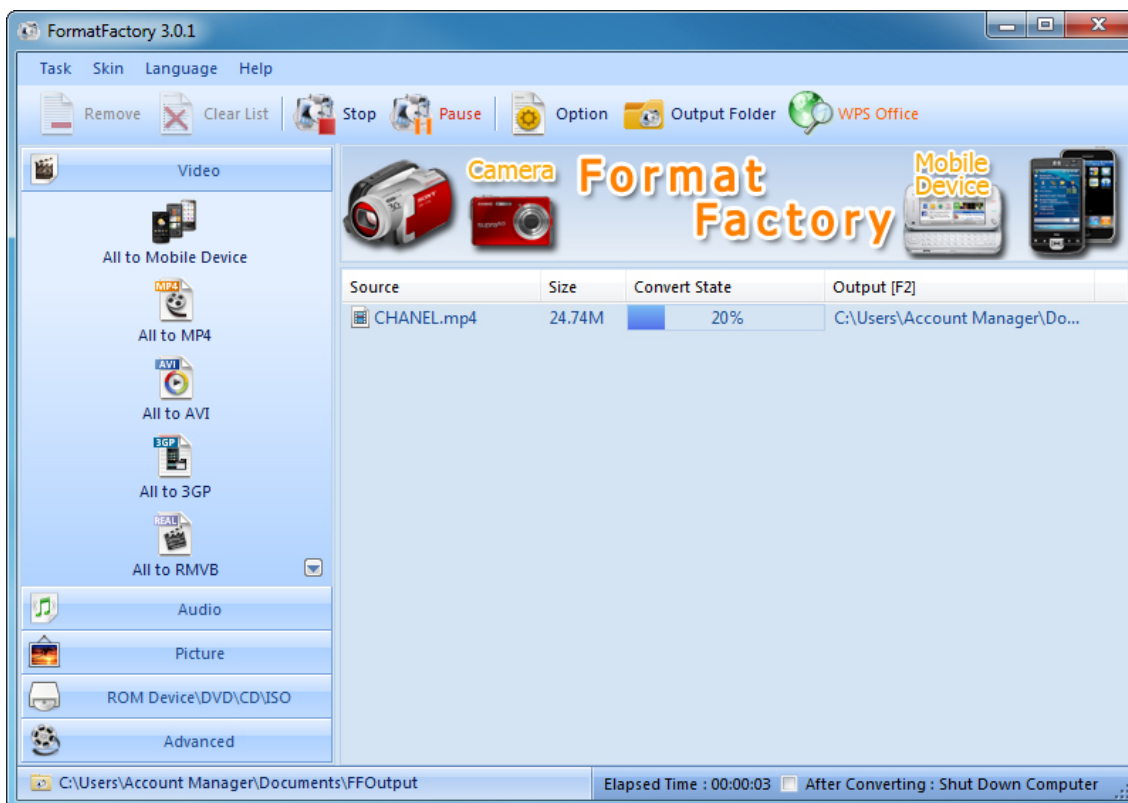 FormatFactory 3.0.1
Task Skin Language Help
Remove Clear List Stop Pause Option Output Folder WPS Office
Video
All to Mobile Device
MP4
All to MP4
AVI
All to AVI
3GP
All to 3GP
REAL
All to RMVB
Audio
Picture
ROM Device\DVD\CD\ISO
Advanced
Camera
Format
Factory
Mobile
Device
SONY
Source Size Convert State Output [F2]
CHANEL.mp4 24.74M 20% C:\Users\Account Manager\Do...
C:\Users\Account Manager\Documents\FFOutput
Elapsed Time : 00:00:03 After Converting : Shut Down Computer